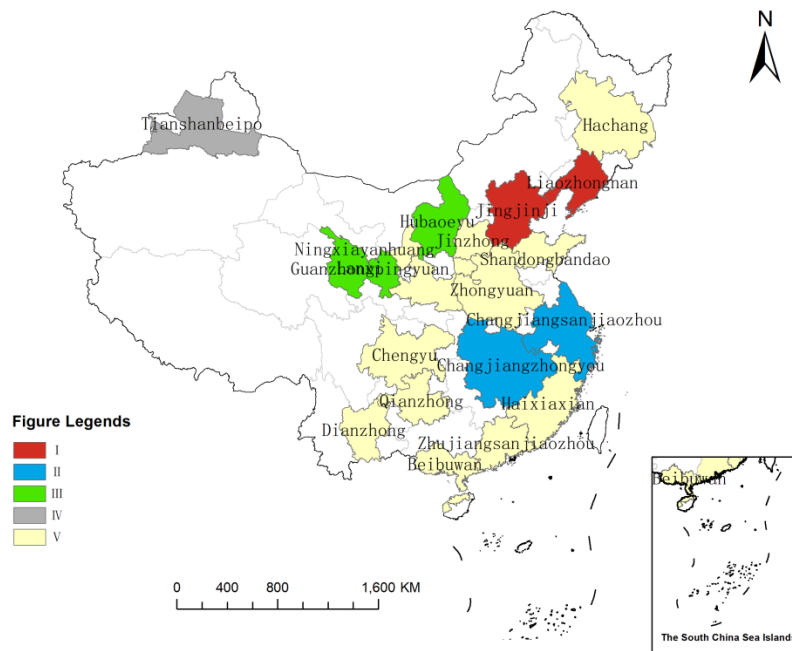 N
Tianshanbeipo
Hachang
Liaozhongnan
Jingjinji
Hubaoeyu
Jinzhong
Ningxiayanhuang
Shandongbandao
Zhongyuan
Changjiangsanjiaozhou
Chengyu
Changjiangzhongyou
Qianzhong
Haixiaxian
Dianzhong
Zhujiangsanjiaozhou
Beibuwan
Figure Legends
I
II
III
IV
V
0 400 800 1,600 KM
Beibuwan
The South China Sea Islands